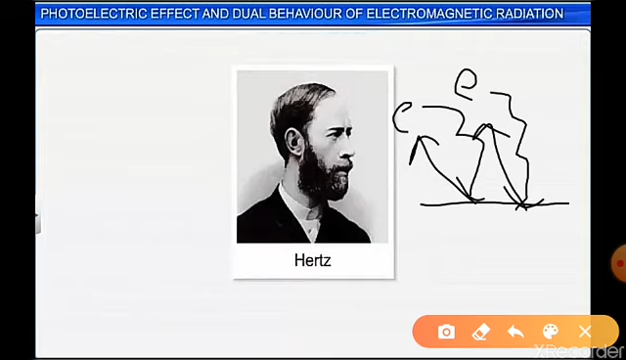 PHOTOELECTRIC EFFECT AND DUAL BEHAVIOUR OF ELECTROMAGNETIC RADIATION
e
e
Hertz
XRecorder